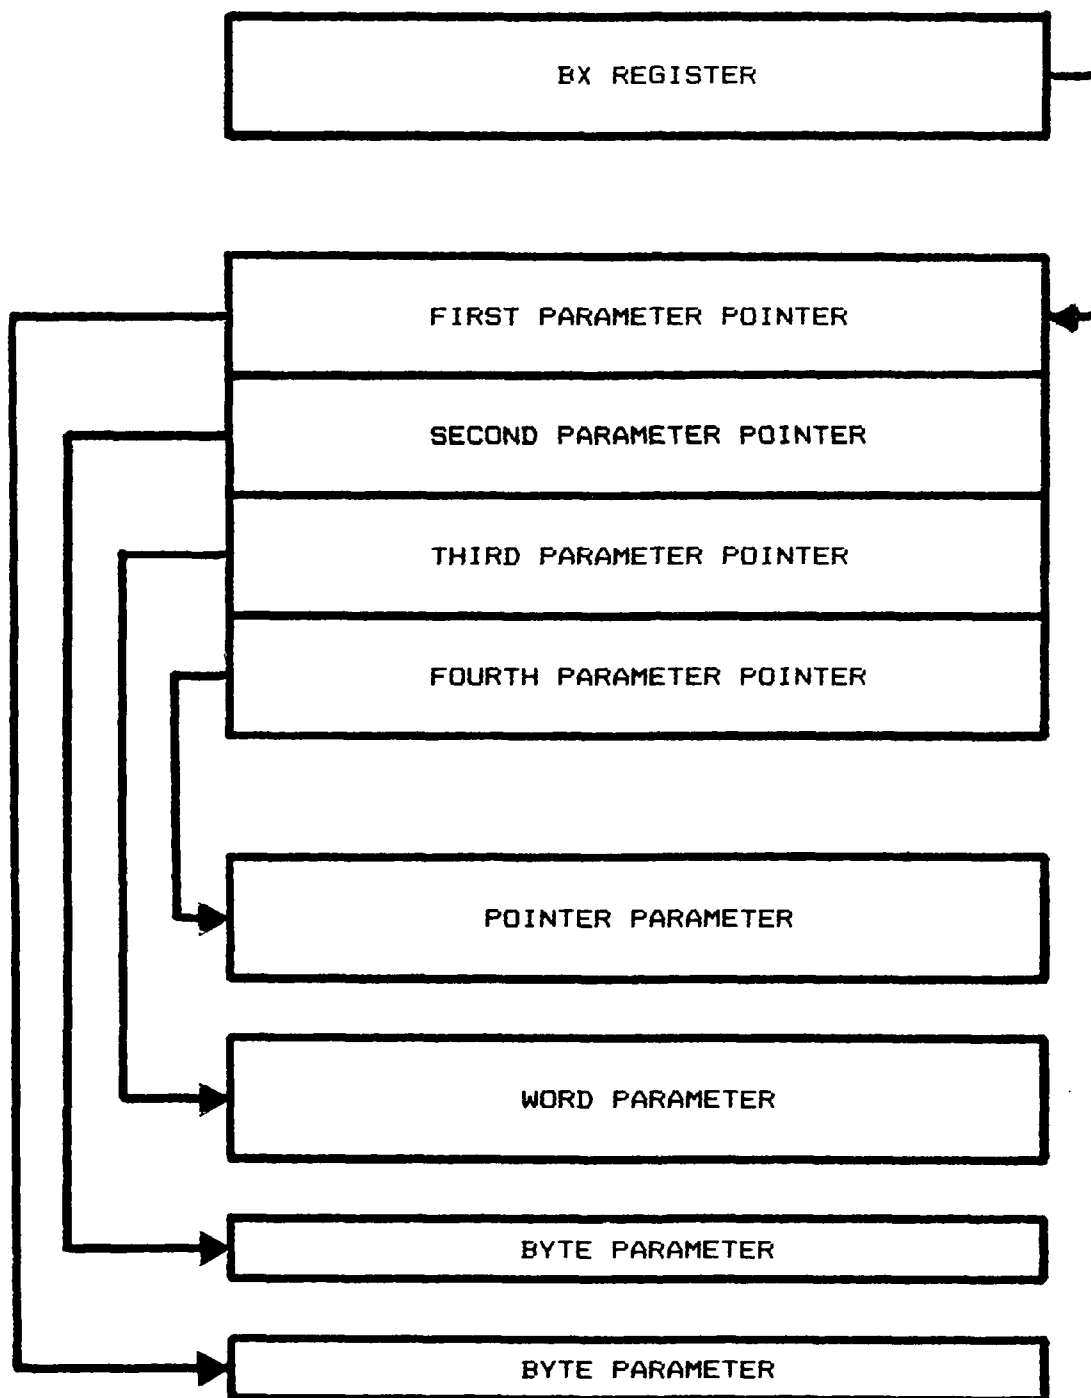 BX REGISTER
FIRST PARAMETER POINTER
SECOND PARAMETER POINTER
THIRD PARAMETER POINTER
FOURTH PARAMETER POINTER
POINTER PARAMETER
WORD PARAMETER
BYTE PARAMETER
BYTE PARAMETER